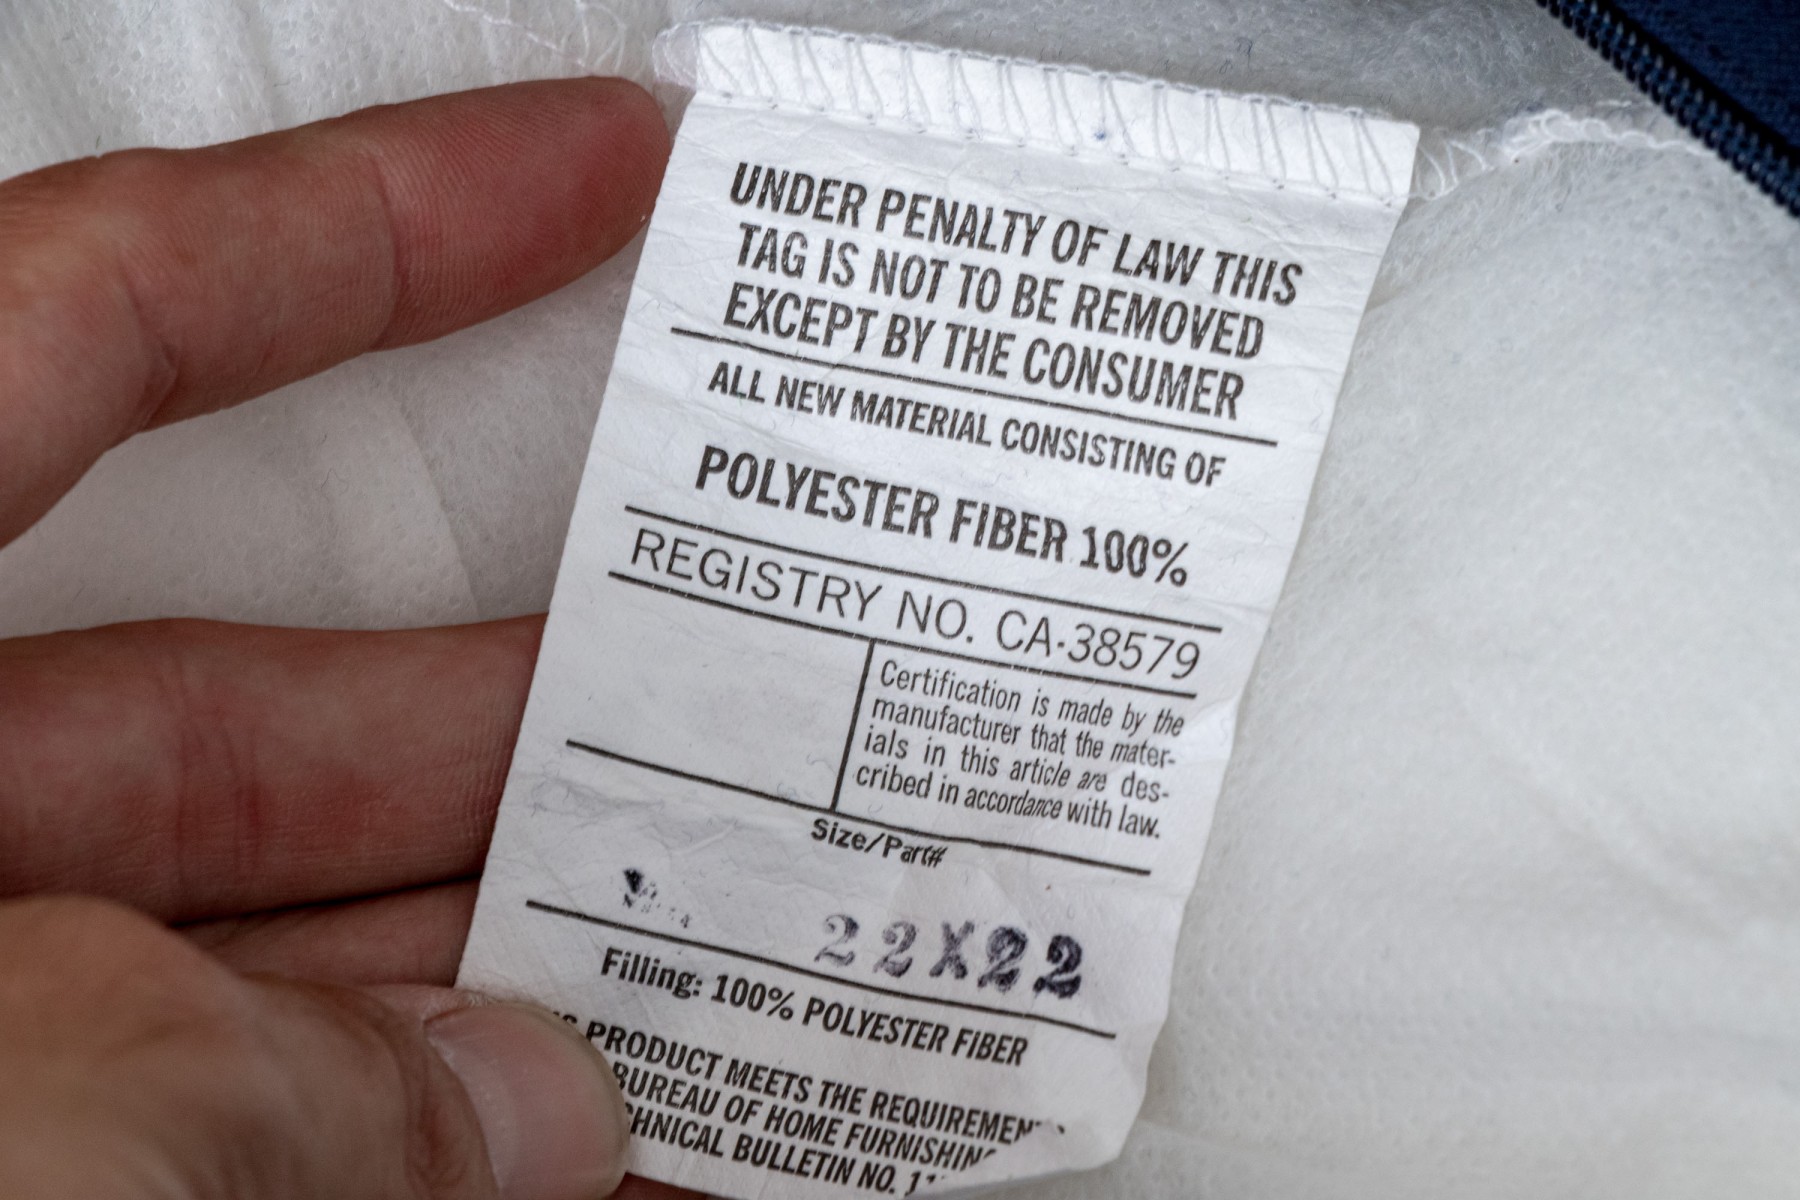 UNDER PENALTY OF LAW THIS
TAG IS NOT TO BE REMOVED
EXCEPT BY THE CONSUMER
ALL NEW MATERIAL CONSISTING OF
POLYESTER FIBER 100%
REGISTRY NO. CA-38579
Certification is made by the
manufacturer that the mater-
ials in this article are des-
cribed in accordance with law.
Size/Part#
22X22
Filling: 100% POLYESTER FIBER
PRODUCT MEETS THE
BUREAU OF HOME
BULLETIN NO.